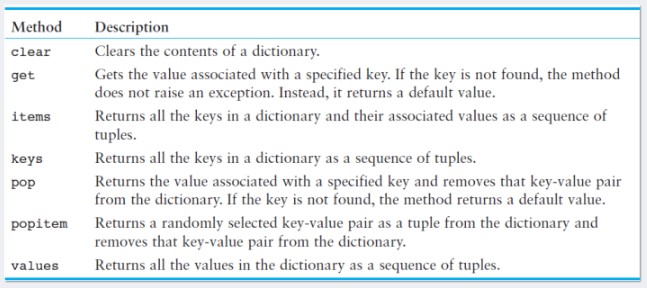 Method Description
clear Clears the contents of a dictionary.
get Gets the value associated with a specified key. If the key is not found, the method
does not raise an exception. Instead, it returns a default value.
items Returns all the keys in a dictionary and their associated values as a sequence of
tuples.
keys Returns all the keys in a dictionary as a sequence of tuples.
pop Returns the value associated with a specified key and removes that key-value pair
from the dictionary. If the key is not found, the method returns a default value.
popitem Returns a randomly selected key-value pair as a tuple from the dictionary and
removes that key-value pair from the dictionary.
values Returns all the values in the dictionary as a sequence of tuples.